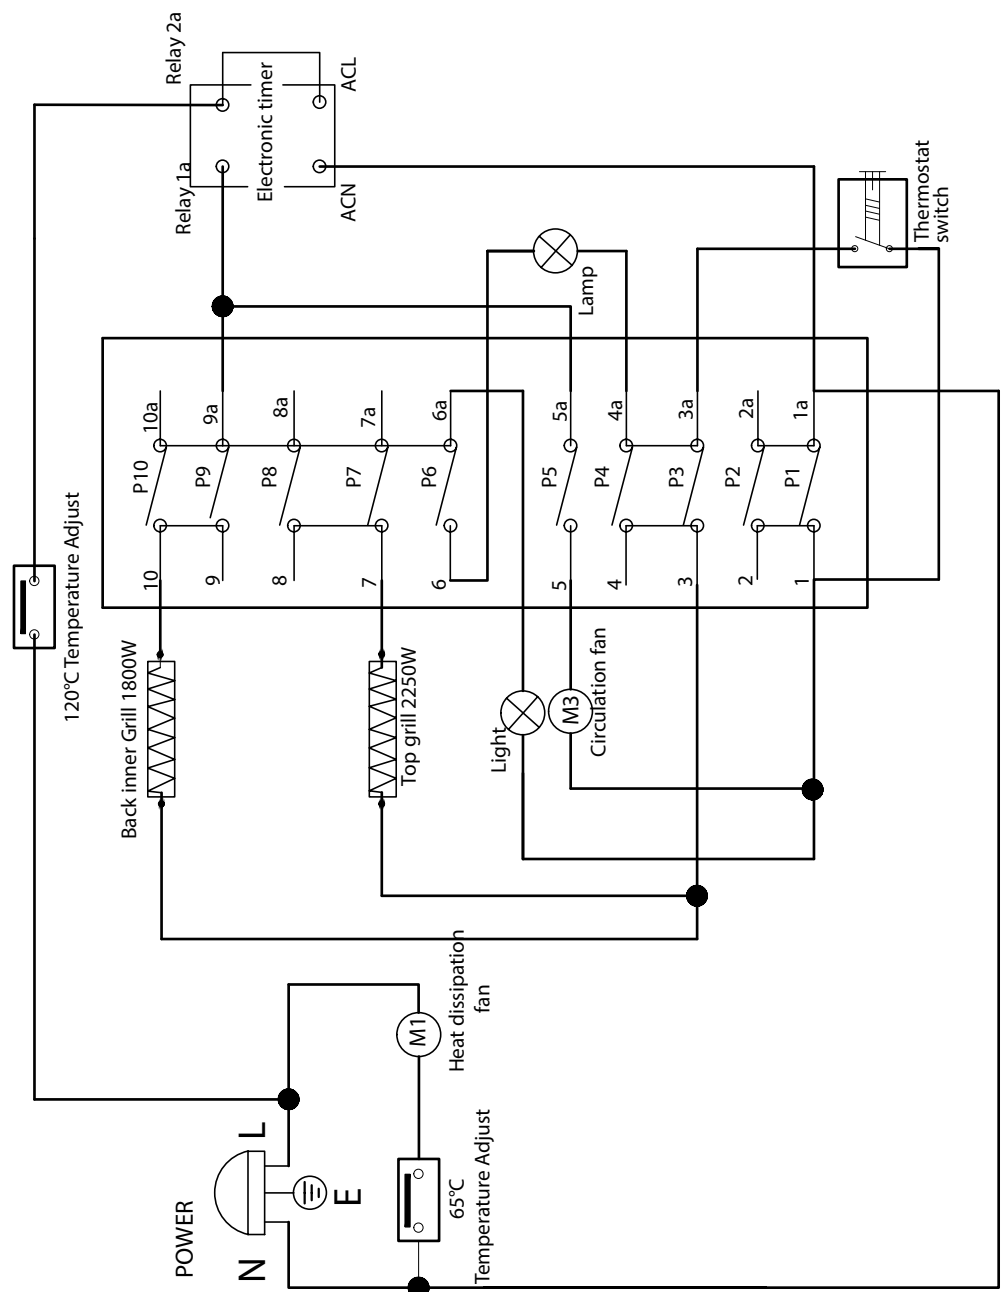 Relay 2a
Relay 1a
Electronic timer
ACL
ACN
Thermostat
switch
Lamp
10a
9a
8a
7a
6a
5a
4a
3a
2a
1a
P10
P9
P8
P7
P6
P5
P4
P3
P2
P1
10
9
8
7
6
5
4
3
2
1
120°C Temperature Adjust
Back inner Grill 1800W
Top grill 2250W
Light
M3
Circulation fan
M1
Heat dissipation
fan
POWER
L
N
E
65°C
Temperature Adjust